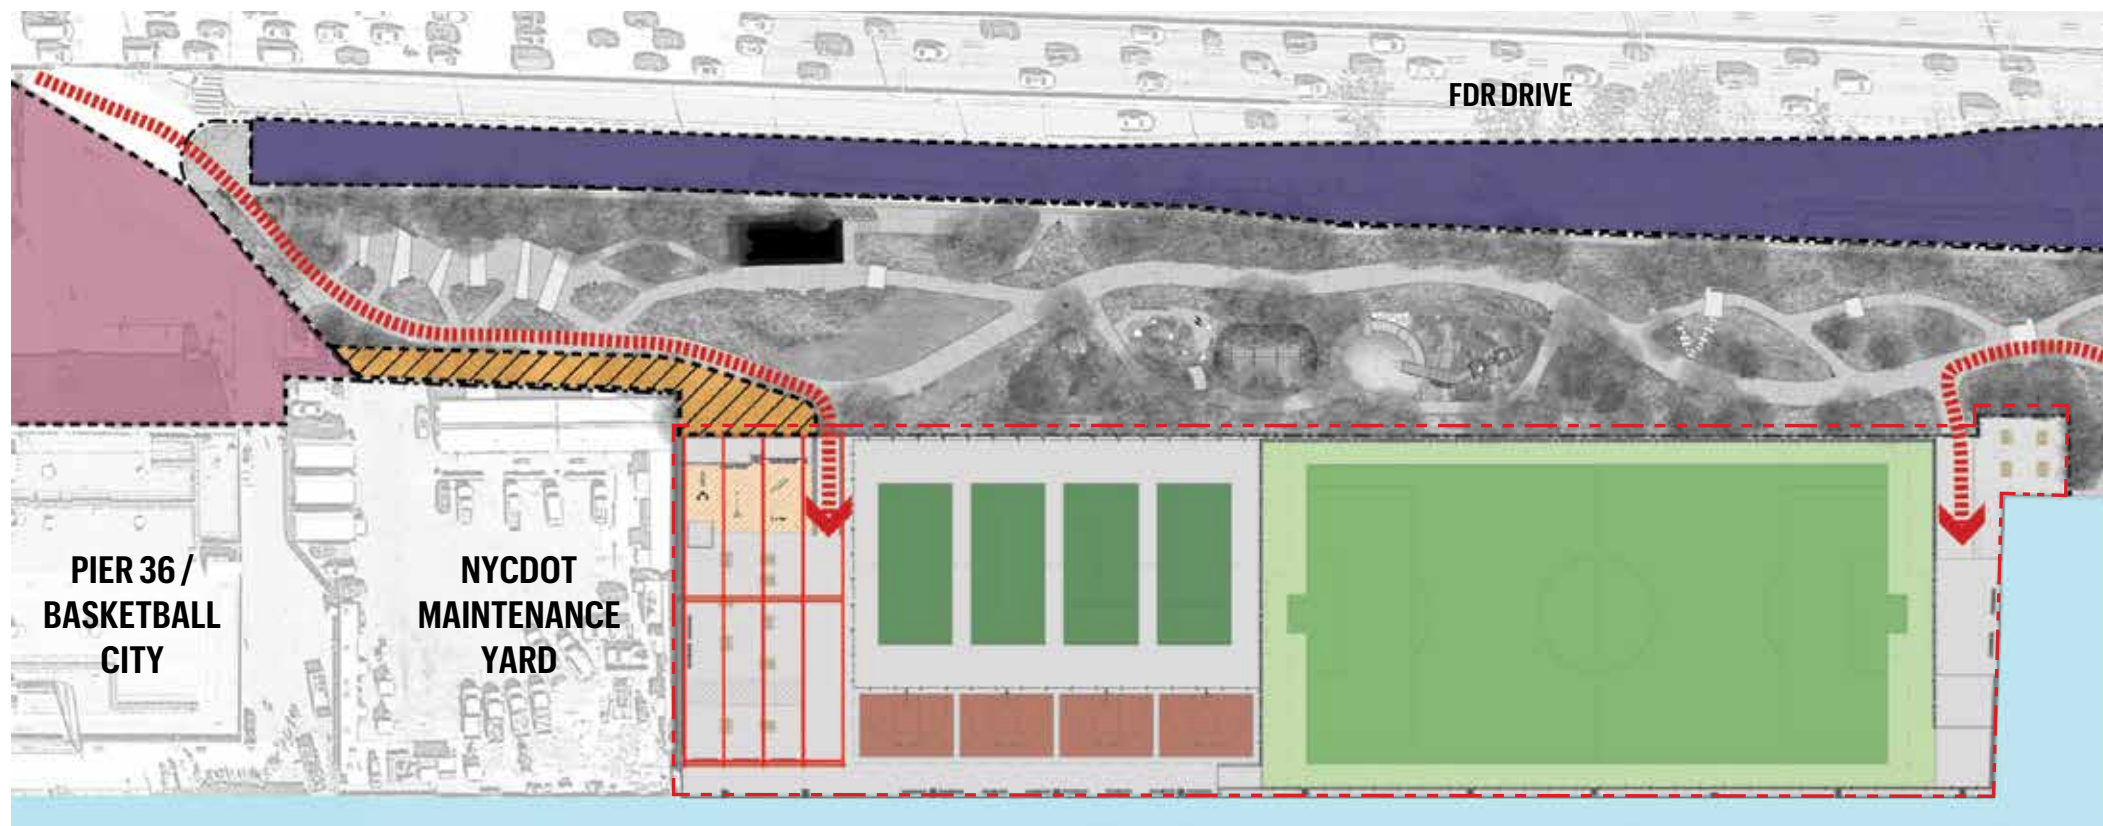 FDR DRIVE
PIER 36 /
BASKETBALL
CITY
NYCDOT
MAINTENANCE
YARD